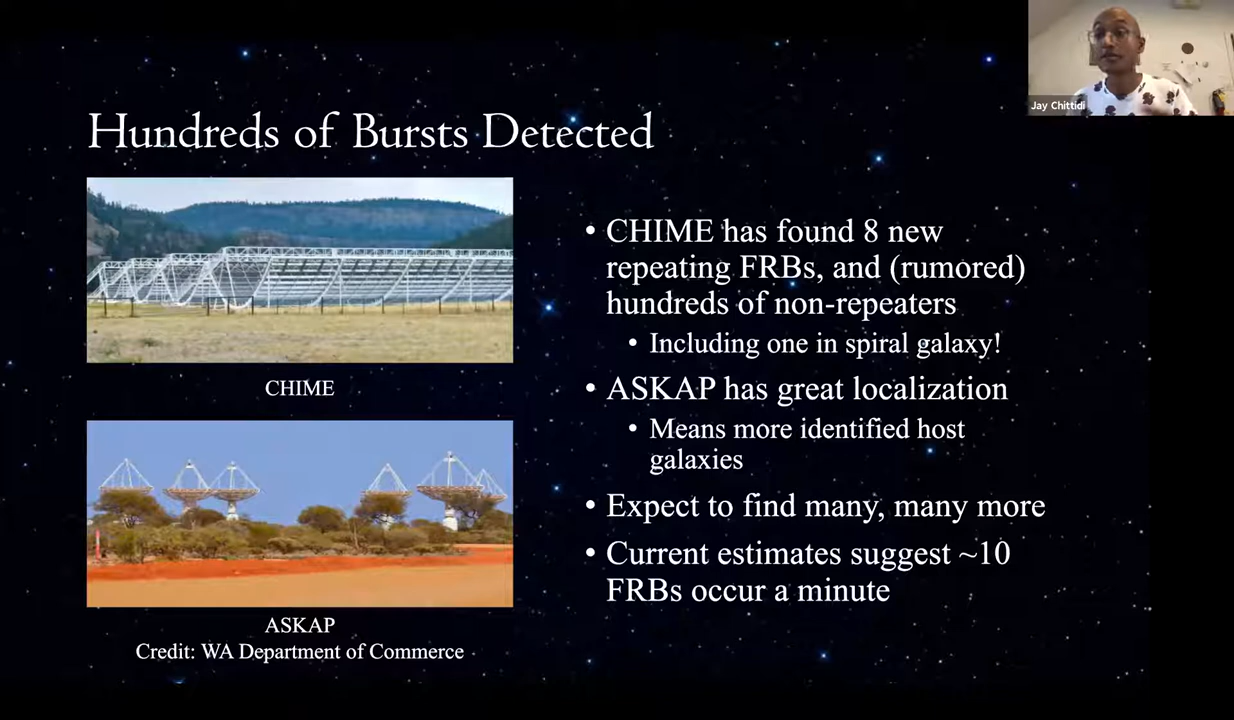 Jay Chittidi
Hundreds of Bursts Detected
CHIME
ASKAP
Credit: WA Department of Commerce
• CHIME has found 8 new
repeating FRBs, and (rumored)
hundreds of non-repeaters
• Including one in spiral galaxy!
• ASKAP has great localization
• Means more identified host
galaxies
• Expect to find many, many more
• Current estimates suggest ~10
FRBs occur a minute